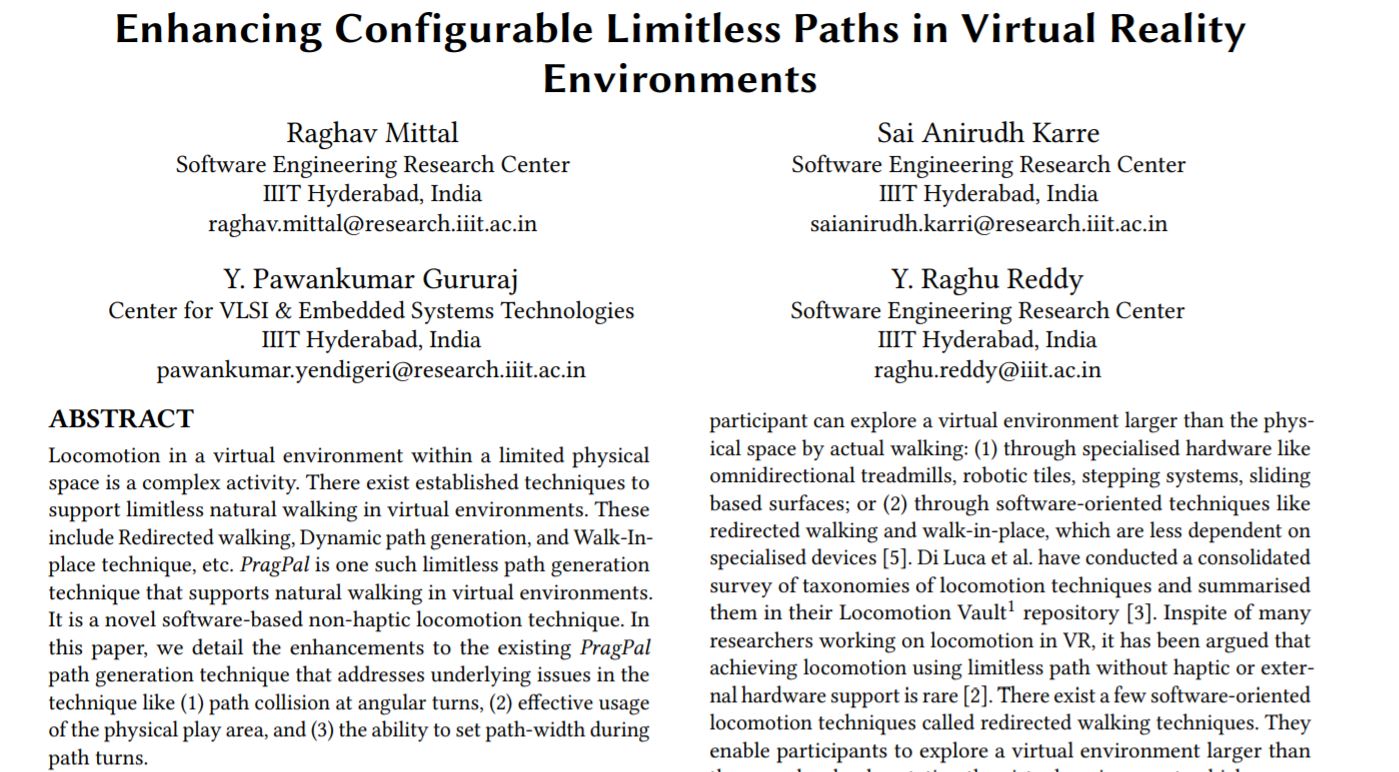 Enhancing Configurable Limitless Paths in Virtual Reality
Environments
Raghav Mittal
Software Engineering Research Center
IIIT Hyderabad, India
raghav.mittal@research.iiit.ac.in
Sai Anirudh Karre
Software Engineering Research Center
IIIT Hyderabad, India
saianirudh.karri@research.iiit.ac.in
Y. Pawankumar Gururaj
Center for VLSI & Embedded Systems Technologies
IIIT Hyderabad, India
pawankumar.yendigeri@research.iiit.ac.in
Y. Raghu Reddy
Software Engineering Research Center
IIIT Hyderabad, India
raghu.reddy@iiit.ac.in
ABSTRACT
Locomotion in a virtual environment within a limited physical
space is a complex activity. There exist established techniques to
support limitless natural walking in virtual environments. These
include Redirected walking, Dynamic path generation, and Walk-In-
place technique, etc. PragPal is one such limitless path generation
technique that supports natural walking in virtual environments.
It is a novel software-based non-haptic locomotion technique. In
this paper, we detail the enhancements to the existing PragPal
path generation technique that addresses underlying issues in the
technique like (1) path collision at angular turns, (2) effective usage
of the physical play area, and (3) the ability to set path-width during
path turns.
participant can explore a virtual environment larger than the phys-
ical space by actual walking: (1) through specialised hardware like
omnidirectional treadmills, robotic tiles, stepping systems, sliding
based surfaces; or (2) through software-oriented techniques like
redirected walking and walk-in-place, which are less dependent on
specialised devices [5]. Di Luca et al. have conducted a consolidated
survey of taxonomies of locomotion techniques and summarised
them in their Locomotion Vault1 repository [3]. Inspite of many
researchers working on locomotion in VR, it has been argued that
achieving locomotion using limitless path without haptic or exter-
nal hardware support is rare [2]. There exist a few software-oriented
locomotion techniques called redirected walking techniques. They
enable participants to explore a virtual environment larger than